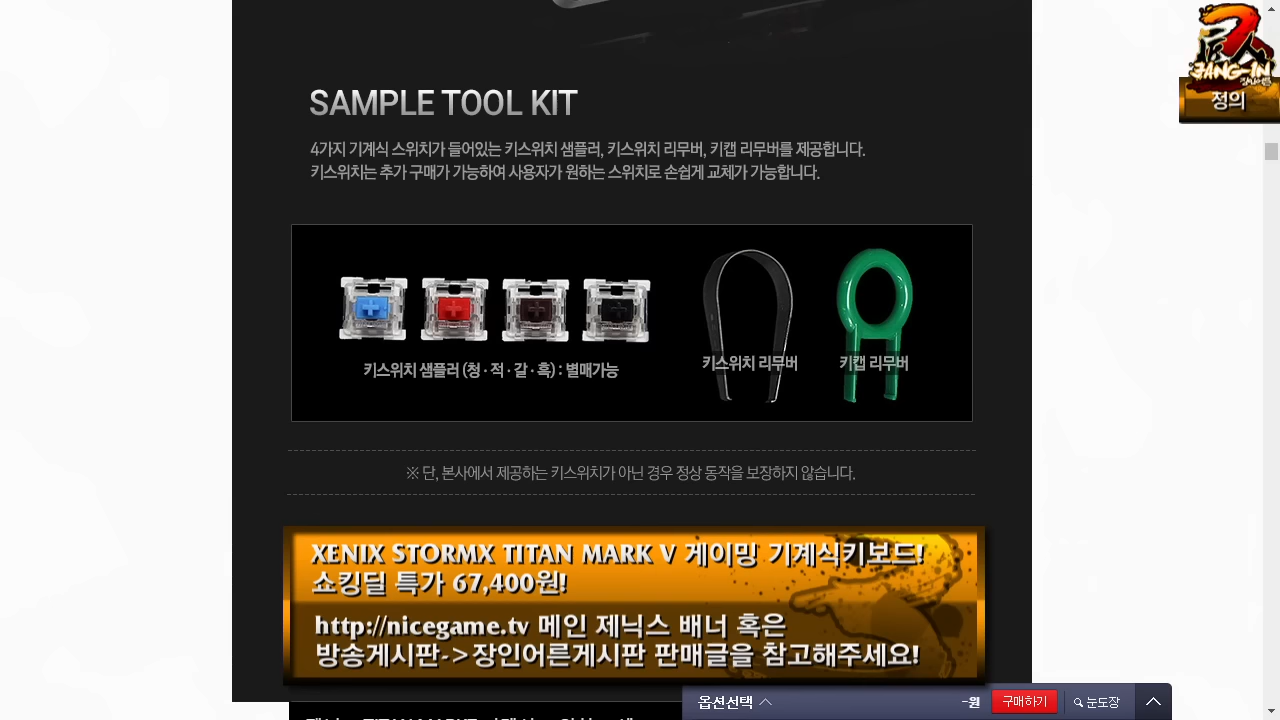 ZANG-IN
정의
SAMPLE TOOL KIT
4가지 기계식 스위치가 들어있는 키스위치 샘플러, 키스위치 리무버, 키캡 리무버를 제공합니다.
키스위치는 추가 구매가 가능하여 사용자가 원하는 스위치로 손쉽게 교체가 가능합니다.
키스위치 샘플러 (청 · 적 · 갈 · 흑) : 별매가능
키스위치 리무버
키캡 리무버
※ 단, 본사에서 제공하는 키스위치가 아닌 경우 정상 동작을 보장하지 않습니다.
XENIX STORMX TITAN MARK V 게이밍 기계식키보드!
쇼킹딜 특가 67,400원!
http://nicegame.tv 메인 제닉스 배너 혹은
방송게시판->장인어른게시판 판매글을 참고해주세요!
옵션선택
-원
구매하기
눈도장